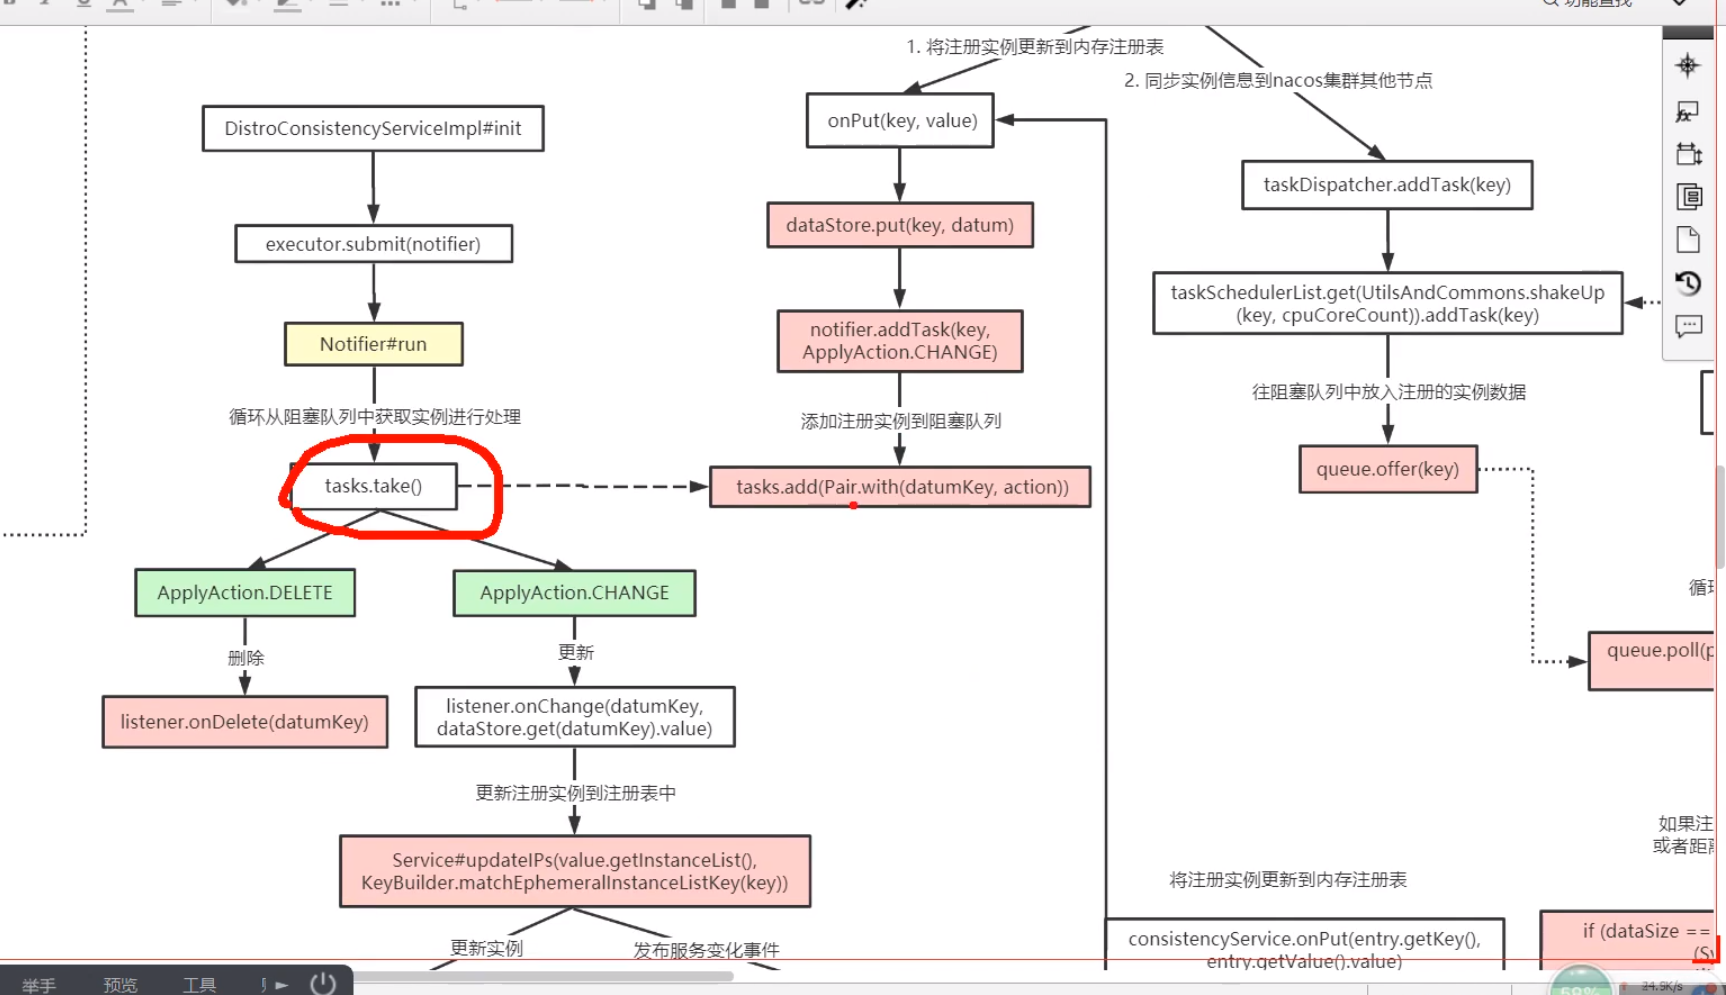 功能查找
1. 将注册实例更新到内存注册表
2. 同步实例信息到nacos集群其他节点
DistroConsistencyServiceImpl#init
onPut(key, value)
taskDispatcher.addTask(key)
executor.submit(notifier)
dataStore.put(key, datum)
taskSchedulerList.get(UtilsAndCommons.shakeUp
(key, cpuCoreCount)).addTask(key)
Notifier#run
notifier.addTask(key,
ApplyAction.CHANGE)
循环从阻塞队列中获取实例进行处理
添加注册实例到阻塞队列
往阻塞队列中放入注册的实例数据
tasks.take()
tasks.add(Pair.with(datumKey, action))
queue.offer(key)
ApplyAction.DELETE
ApplyAction.CHANGE
循
删除
更新
queue.poll(p
listener.onDelete(datumKey)
listener.onChange(datumKey,
dataStore.get(datumKey).value)
更新注册实例到注册表中
如果注
或者距
Service#updateIPs(value.getInstanceList(),
KeyBuilder.matchEphemeralInstanceListKey(key))
将注册实例更新到内存注册表
更新实例
发布服务变化事件
consistencyService.onPut(entry.getKey(),
entry.getValue().value)
if (dataSize ==
举手
预览
工具